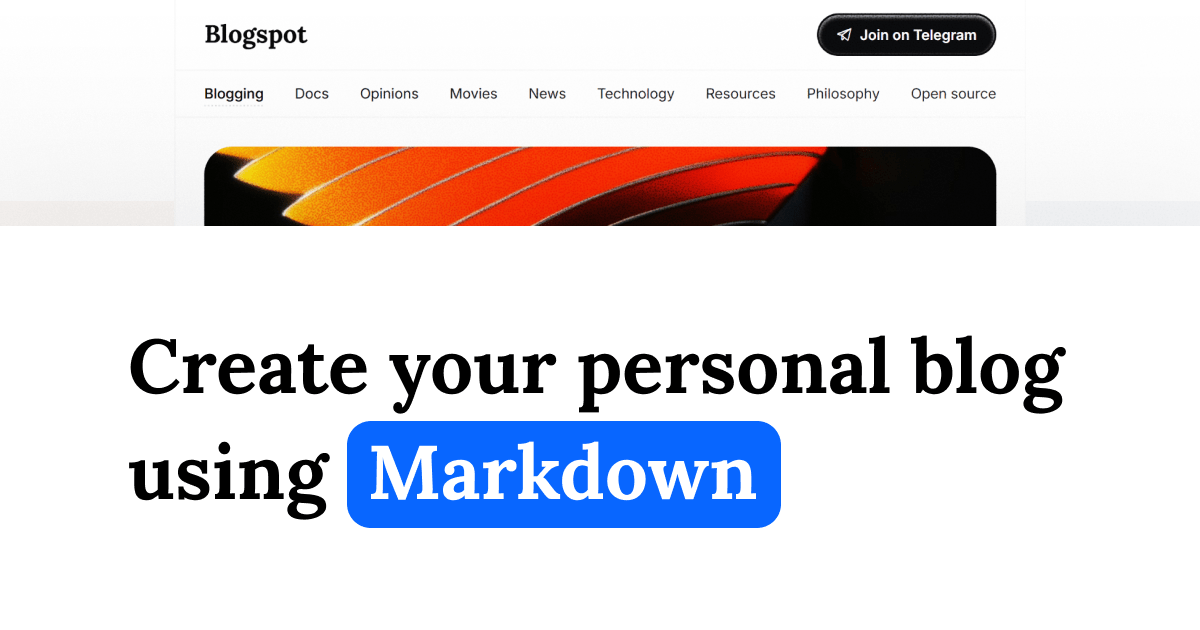 Blogspot
Join on Telegram
Blogging Docs Opinions Movies News Technology Resources Philosophy Open source
Create your personal blog
using Markdown